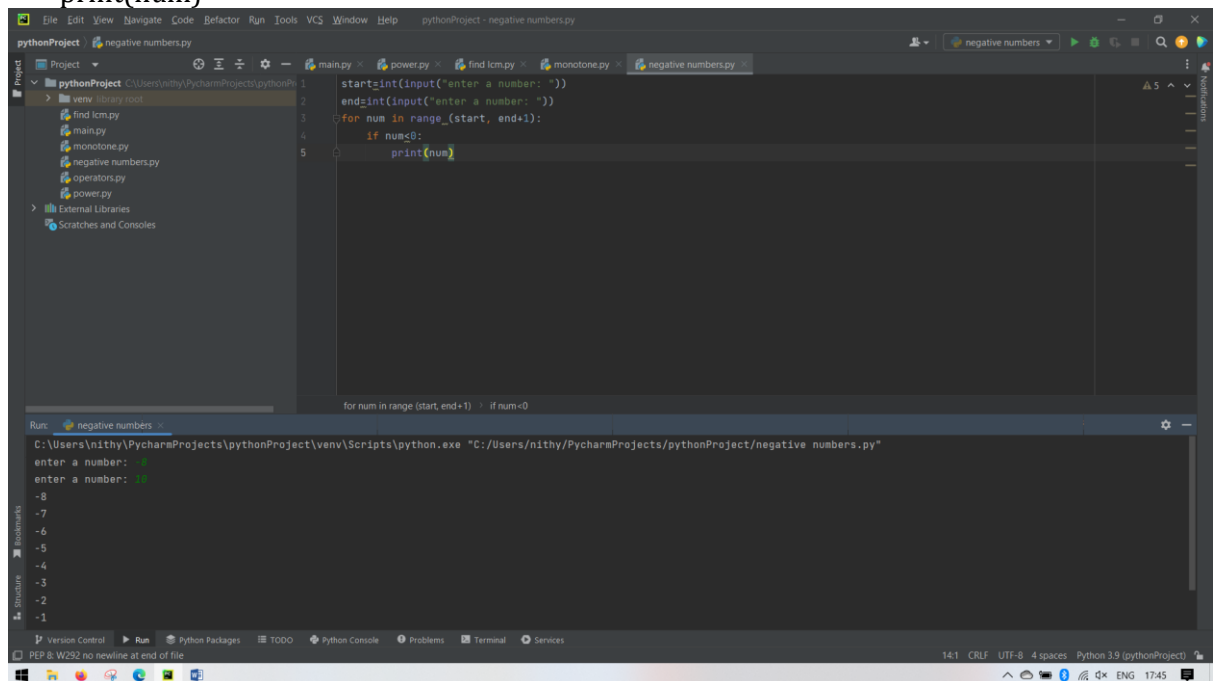 print(num)
File Edit View Navigate Code Refactor Run Tools VCS Window Help pythonProject - negative numbers.py
pythonProject negative numbers.py negative numbers
Project main.py power.py find lcm.py monotone.py negative numbers.py
Project
pythonProject C:\Users\nithy\PycharmProjects\pythonPr
venv library root
find lcm.py
main.py
monotone.py
negative numbers.py
operators.py
power.py
External Libraries
Scratches and Consoles
1 start=int(input("enter a number: "))
2 end=int(input("enter a number: "))
3 for num in range (start, end+1):
4 if num<0:
5 print(num)
5
Notifications
for num in range (start, end+1) if num<0
Run: negative numbers
C:\Users\nithy\PycharmProjects\pythonProject\venv\Scripts\python.exe "C:/Users/nithy/PycharmProjects/pythonProject/negative numbers.py"
enter a number: -8
enter a number: 10
-8
-7
-6
-5
-4
-3
-2
-1
Bookmarks
Structure
Version Control Run Python Packages TODO Python Console Problems Terminal Services
PEP 8: W292 no newline at end of file 14:1 CRLF UTF-8 4 spaces Python 3.9 (pythonProject)
ENG 17:45